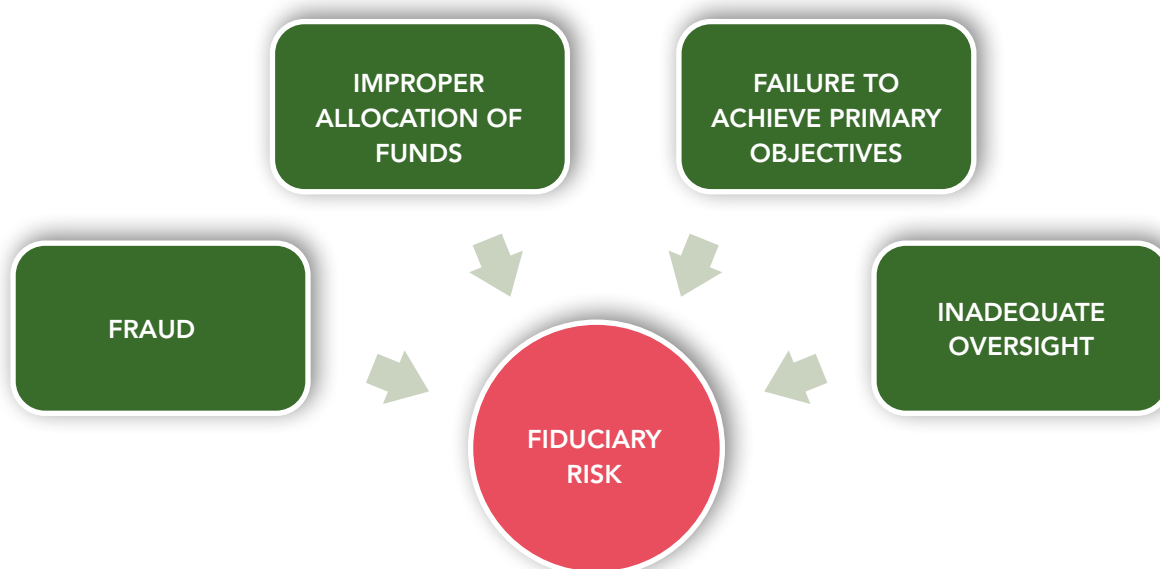 IMPROPER
ALLOCATION OF
FUNDS
FAILURE TO
ACHIEVE PRIMARY
OBJECTIVES
FRAUD
INADEQUATE
OVERSIGHT
FIDUCIARY
RISK